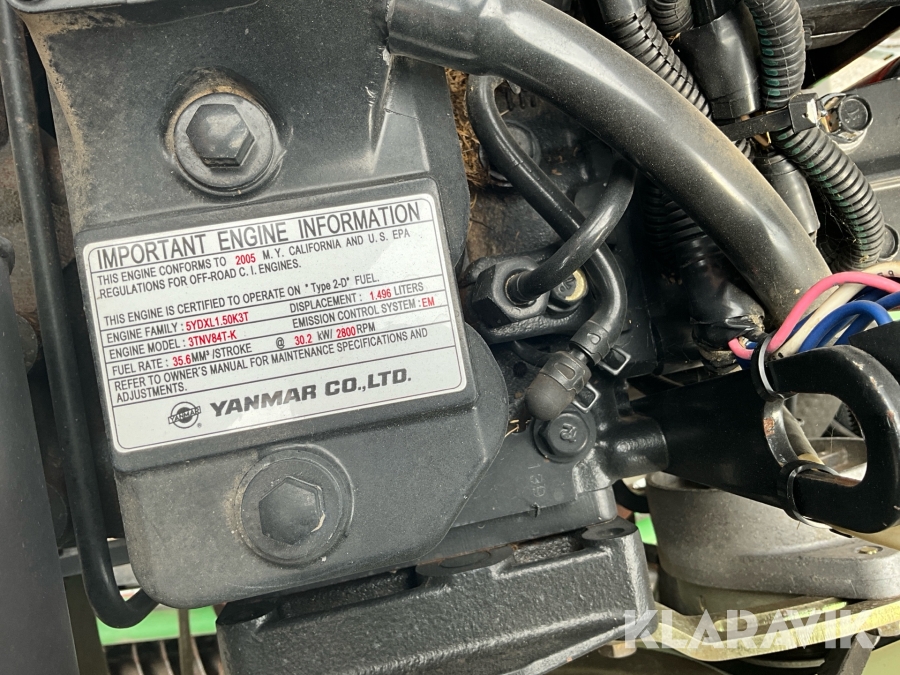 IMPORTANT ENGINE INFORMATION
THIS ENGINE CONFORMS TO 2005 M.Y. CALIFORNIA AND U.S. EPA
REGULATIONS FOR OFF-ROAD C.I. ENGINES.
THIS ENGINE IS CERTIFIED TO OPERATE ON "Type 2-D" FUEL.
ENGINE FAMILY : 5YDXL1.50K3T DISPLACEMENT : 1.496 LITERS
ENGINE MODEL : 3TNV84T-K EMISSION CONTROL SYSTEM : EM
FUEL RATE : 35.6 MM³/STROKE @ 30.2 kW/ 2800 RPM
REFER TO OWNER'S MANUAL FOR MAINTENANCE SPECIFICATIONS AND
ADJUSTMENTS.
YANMAR ® YANMAR CO.,LTD.
KLARAVIK